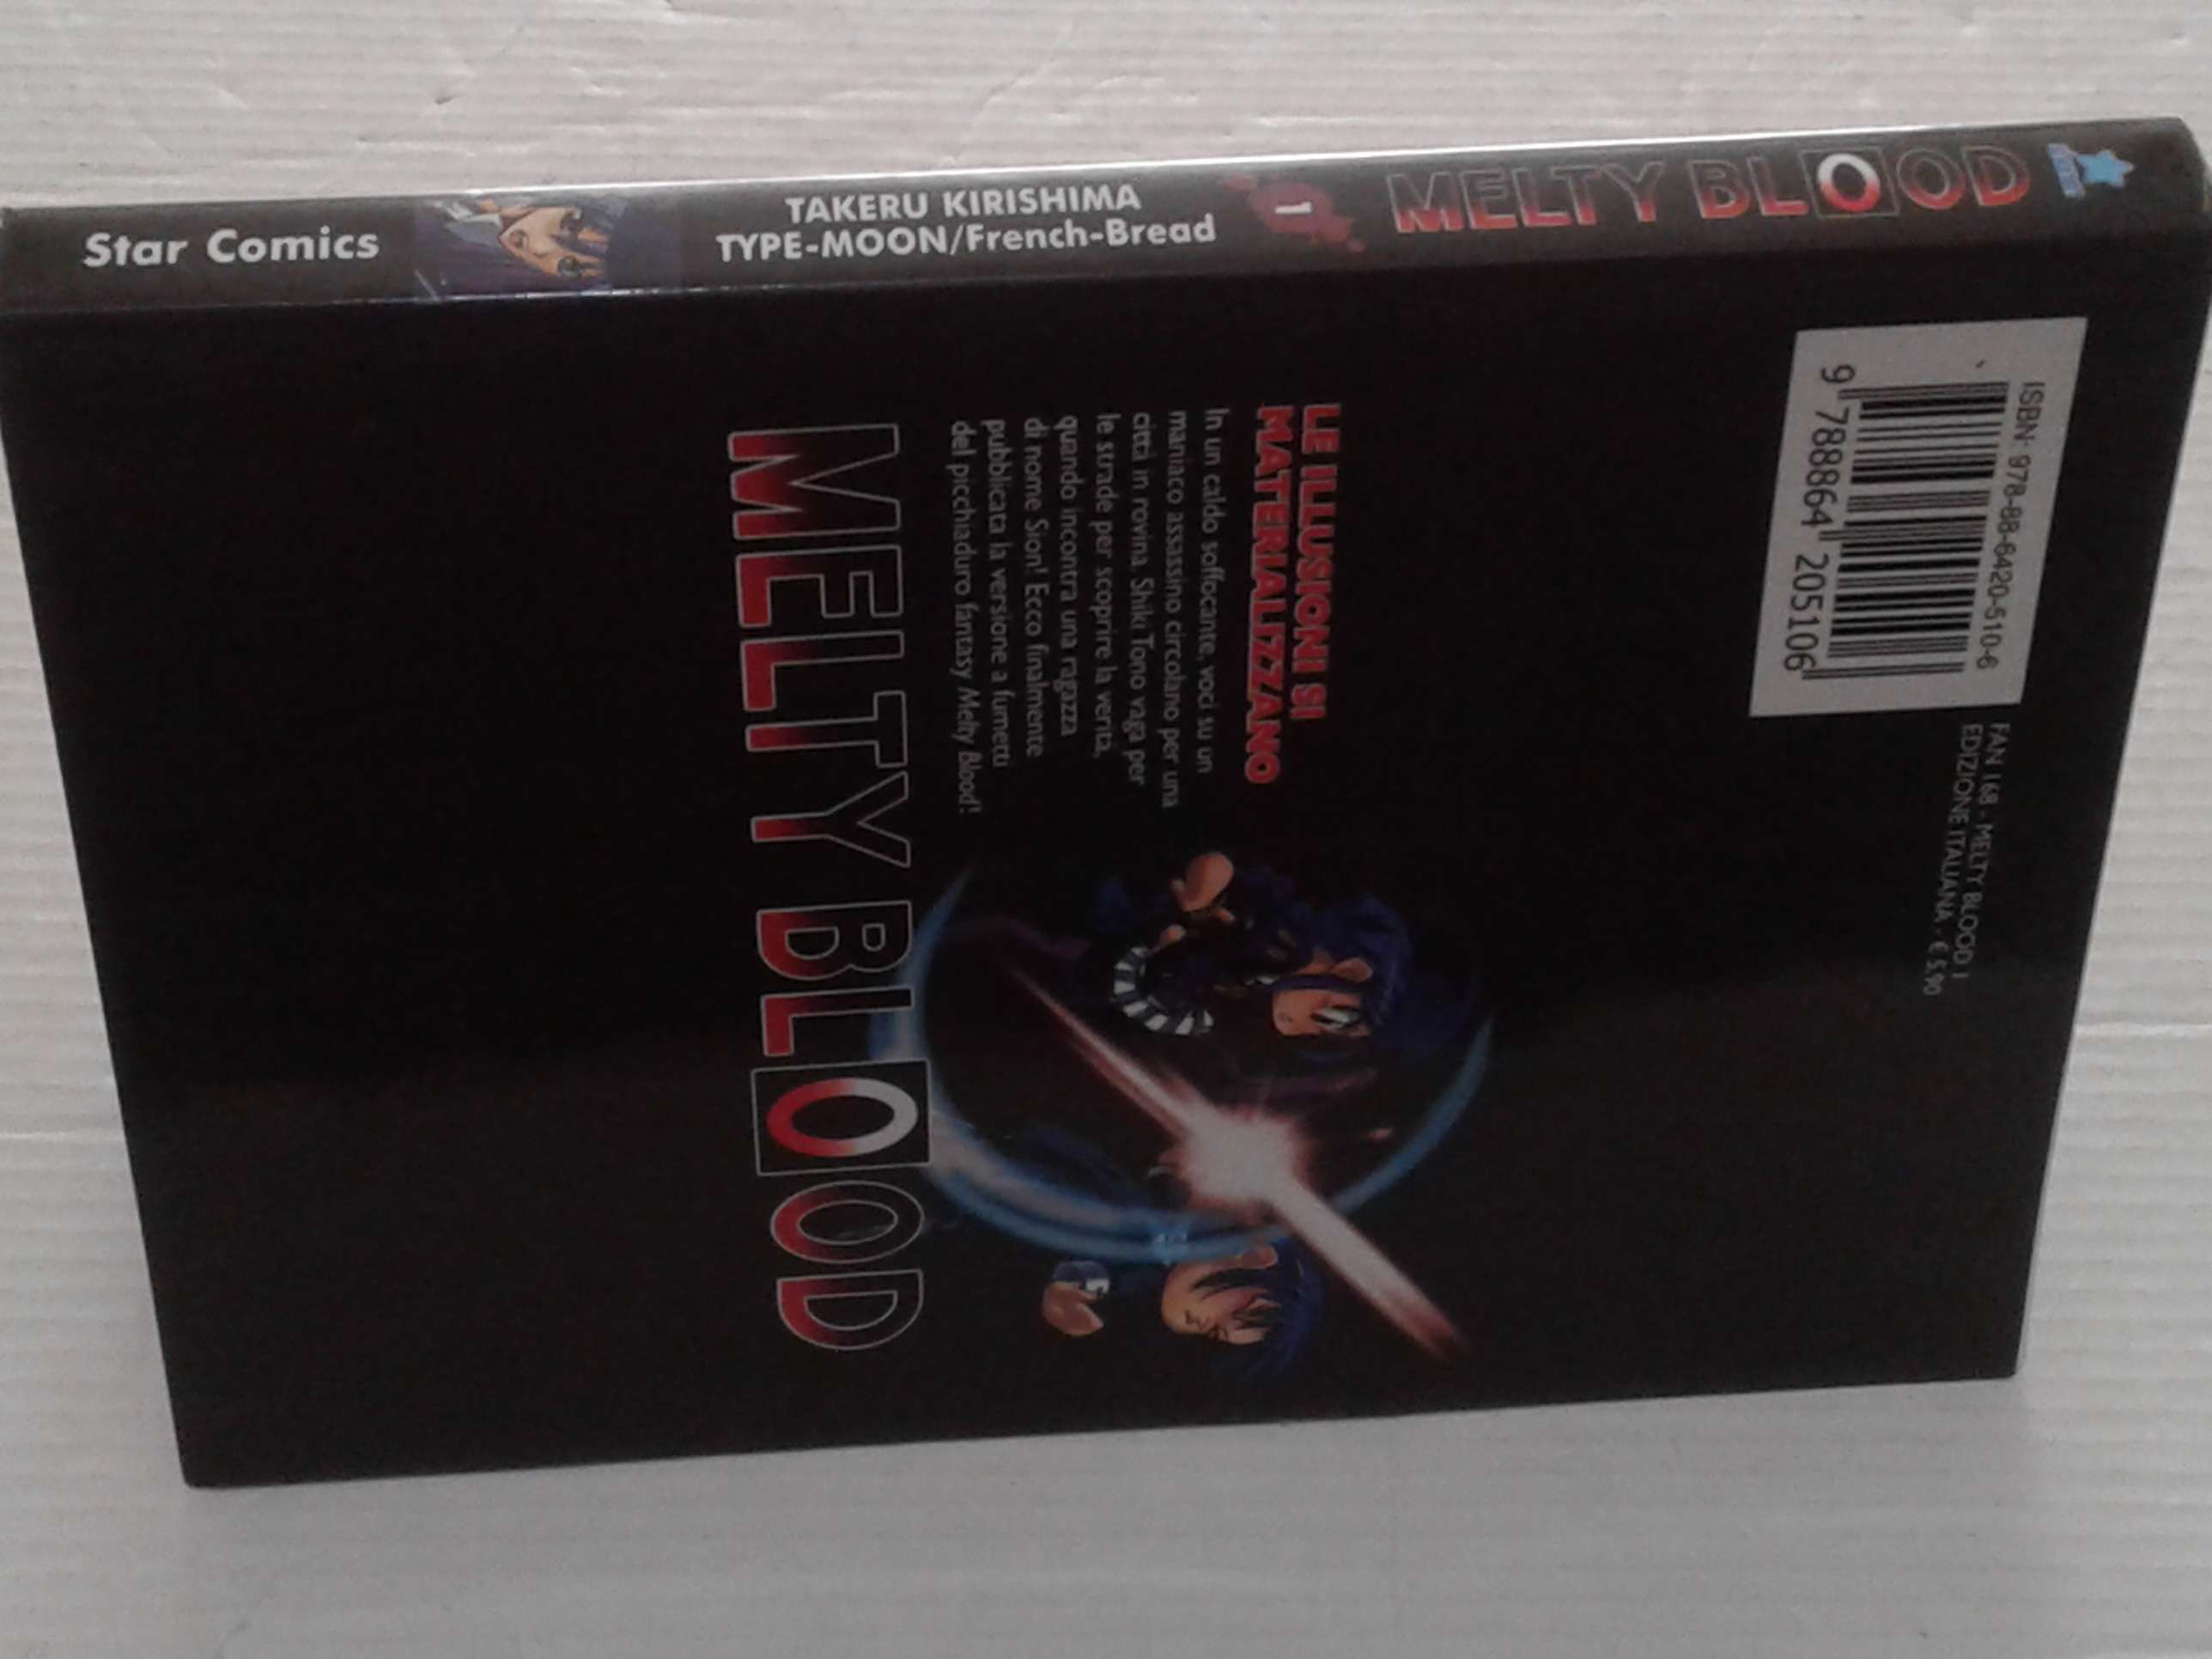 Star Comics
TAKERU KIRISHIMA
TYPE-MOON/French-Bread
1
MELTY BLOOD
ISBN 978-88-6420-510-6
9 788864 205106
FAN 168 - MELTY BLOOD 1
EDIZIONE ITALIANA - € 5,90
LE ILLUSIONI SI
MATERIALIZZANO
In un caldo soffocante, voci su un
maniaco assassino circolano per una
città in rovina. Shiki Tono vaga per
le strade per scoprire la verità,
quando incontra una ragazza
di nome Sion! Ecco finalmente
pubblicata la versione a fumetti
del picchiaduro fantasy Melty Blood!
MELTY BLOOD